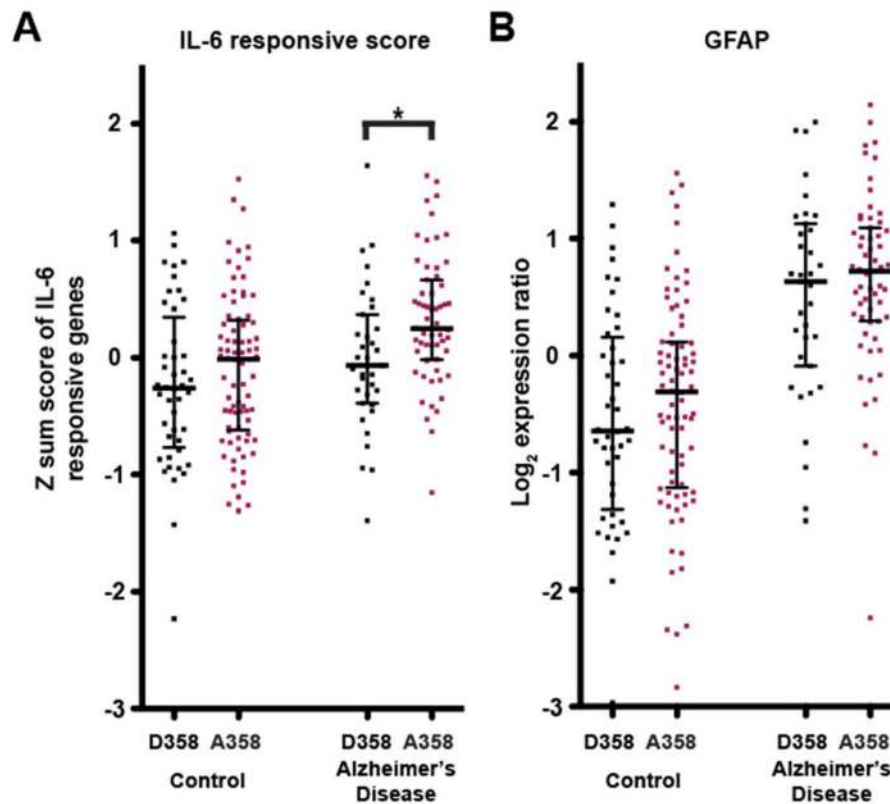 A
IL-6 responsive score
Z sum score of IL-6
responsive genes
2
1
0
-1
-2
-3
*
D358 A358 D358 A358
Control Alzheimer's
Disease
B
GFAP
Log₂ expression ratio
2
1
0
-1
-2
-3
D358 A358 D358 A358
Control Alzheimer's
Disease